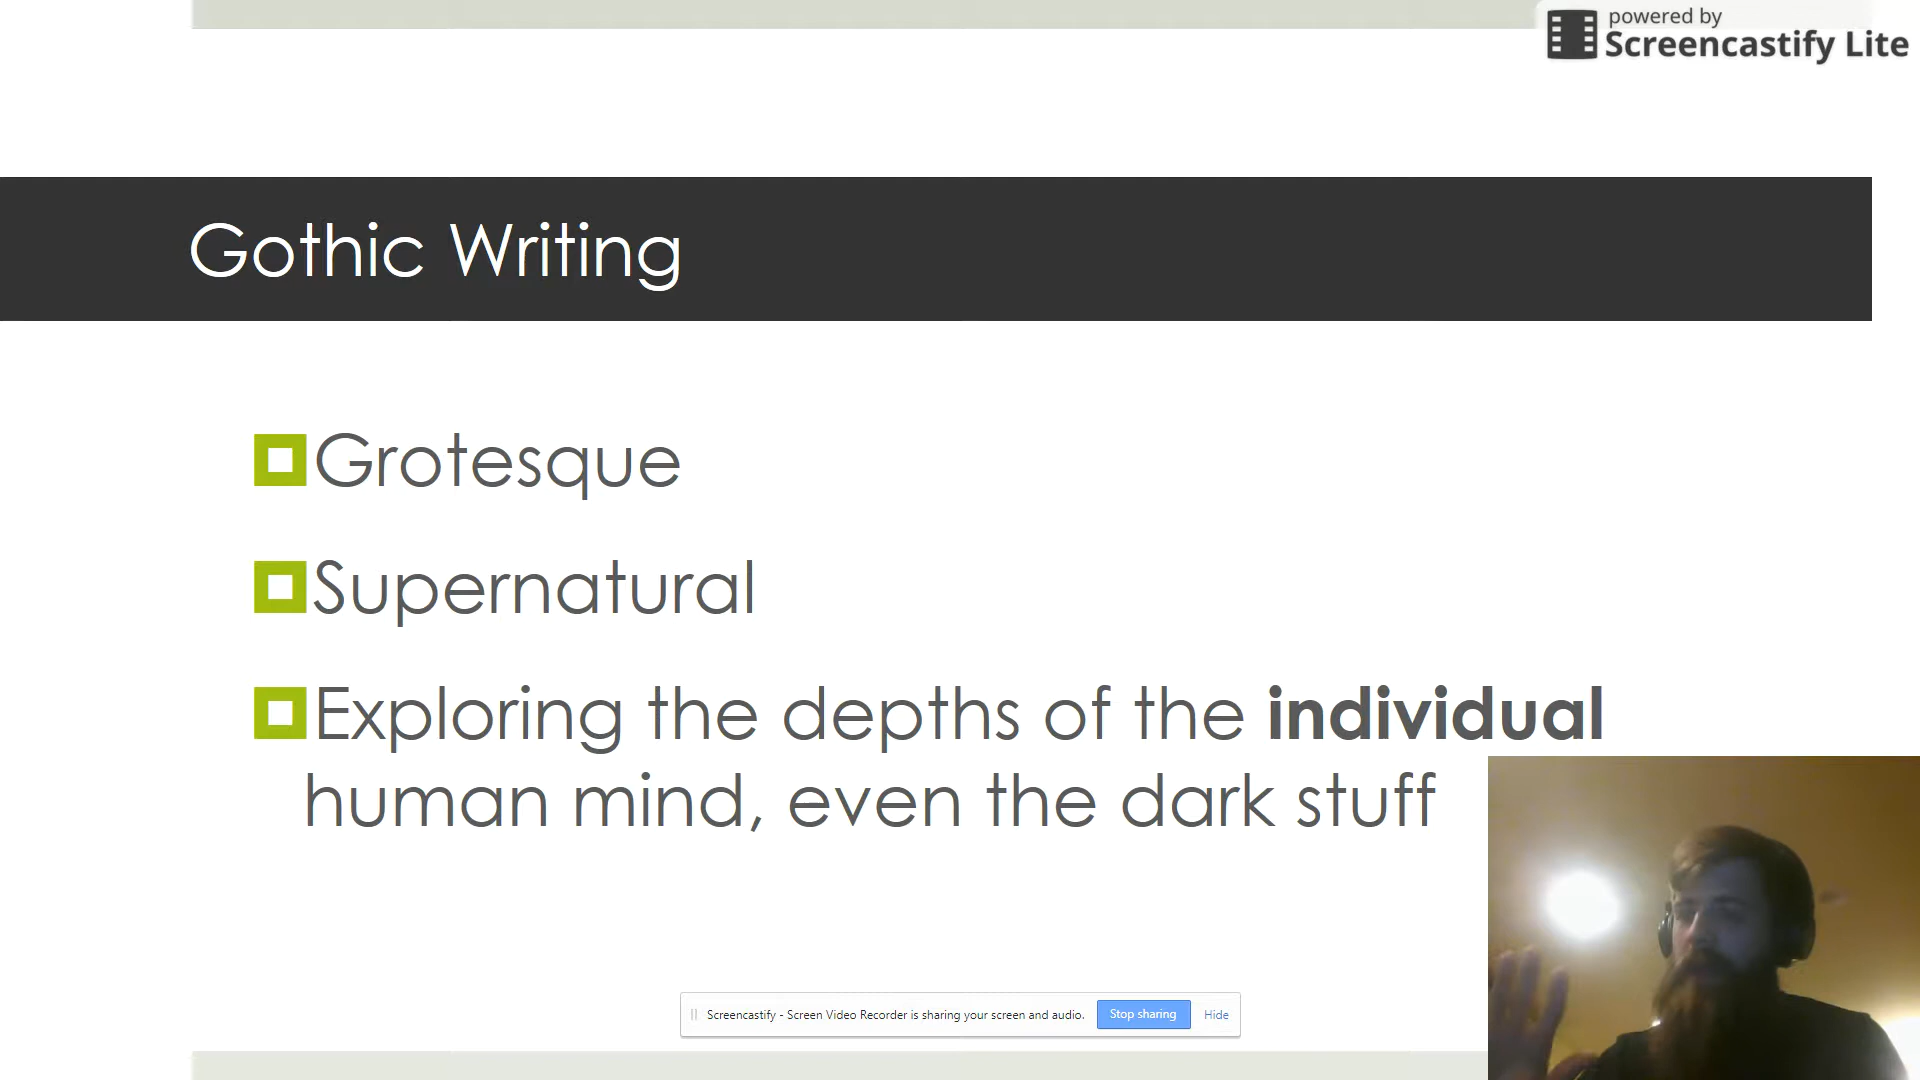 powered by
Screencastify Lite
Gothic Writing
Grotesque
Supernatural
Exploring the depths of the individual
human mind, even the dark stuff
Screencastify - Screen Video Recorder is sharing your screen and audio. Stop sharing Hide